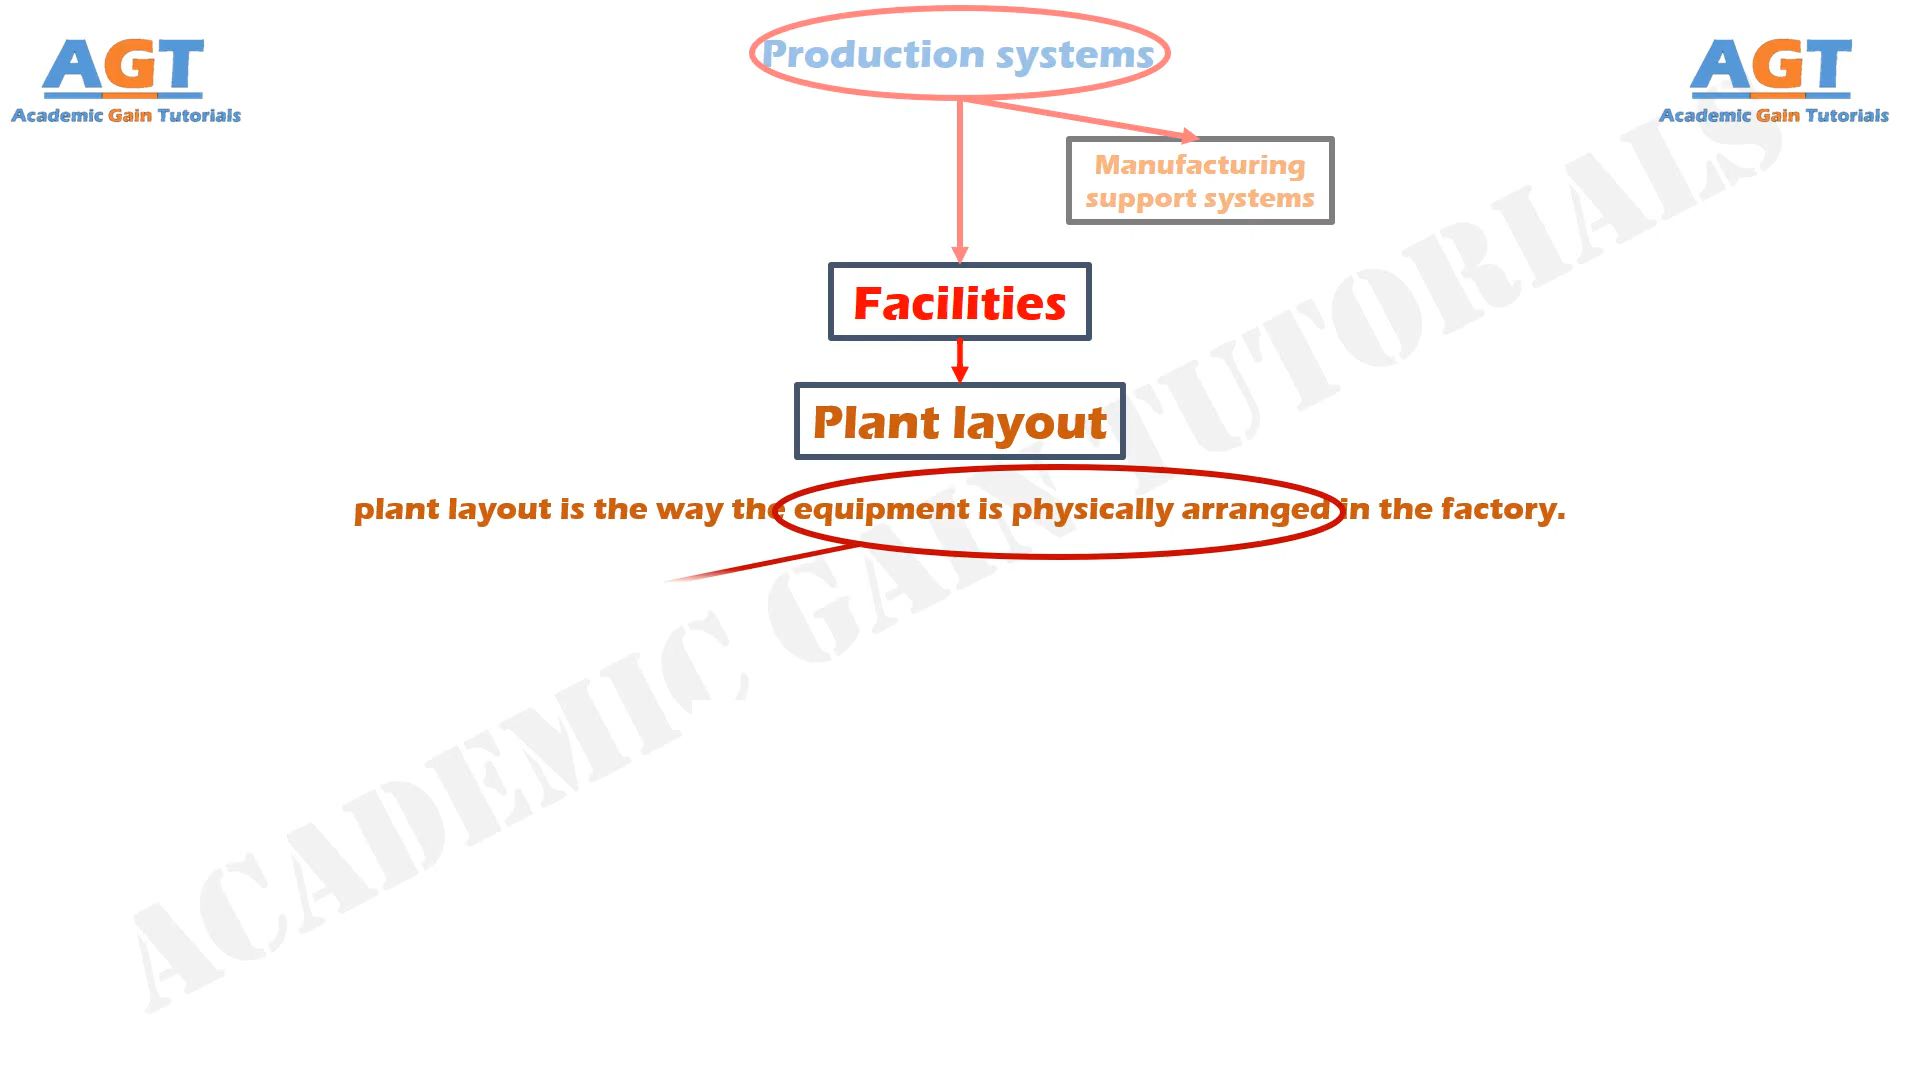 AGT
Academic Gain Tutorials
Production systems
AGT
Academic Gain Tutorials
Manufacturing
support systems
Facilities
Plant layout
plant layout is the way the equipment is physically arranged in the factory.
ACADEMIC GAIN TUTORIALS